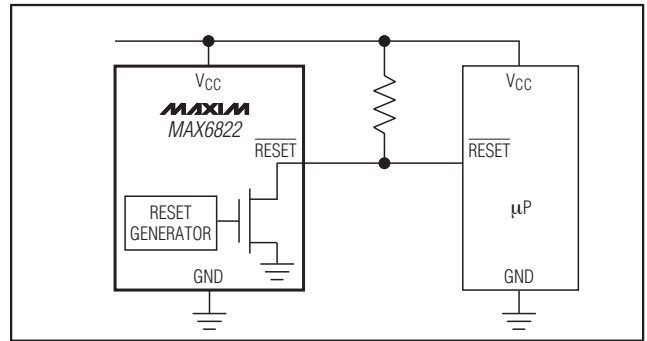 VCC
MAXIM
MAX6822
RESET
RESET
GENERATOR
GND
VCC
RESET
μP
GND